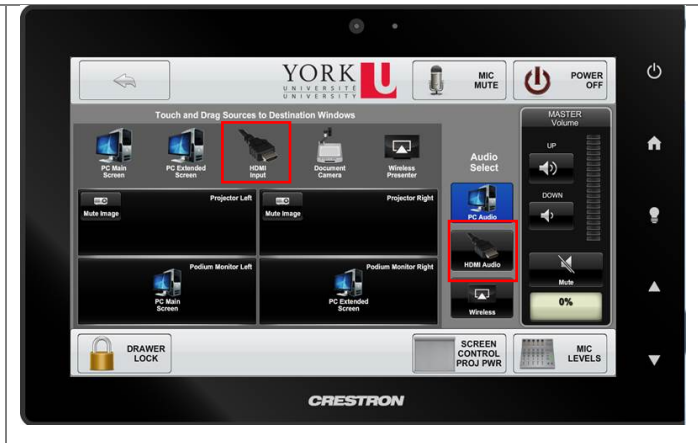 YORK U
UNIVERSITÉ
UNIVERSITY
MIC
MUTE
POWER
OFF
Touch and Drag Sources to Destination Windows
PC Main
Screen
PC Extended
Screen
HDMI
Input
Document
Camera
Wireless
Presenter
Audio
Select
MASTER
Volume
UP
DOWN
Mute
0%
Projector Left
Mute Image
Projector Right
Mute Image
PC Audio
HDMI Audio
Wireless
Podium Monitor Left
PC Main
Screen
Podium Monitor Right
PC Extended
Screen
DRAWER
LOCK
SCREEN
CONTROL
PROJ PWR
MIC
LEVELS
CRESTRON